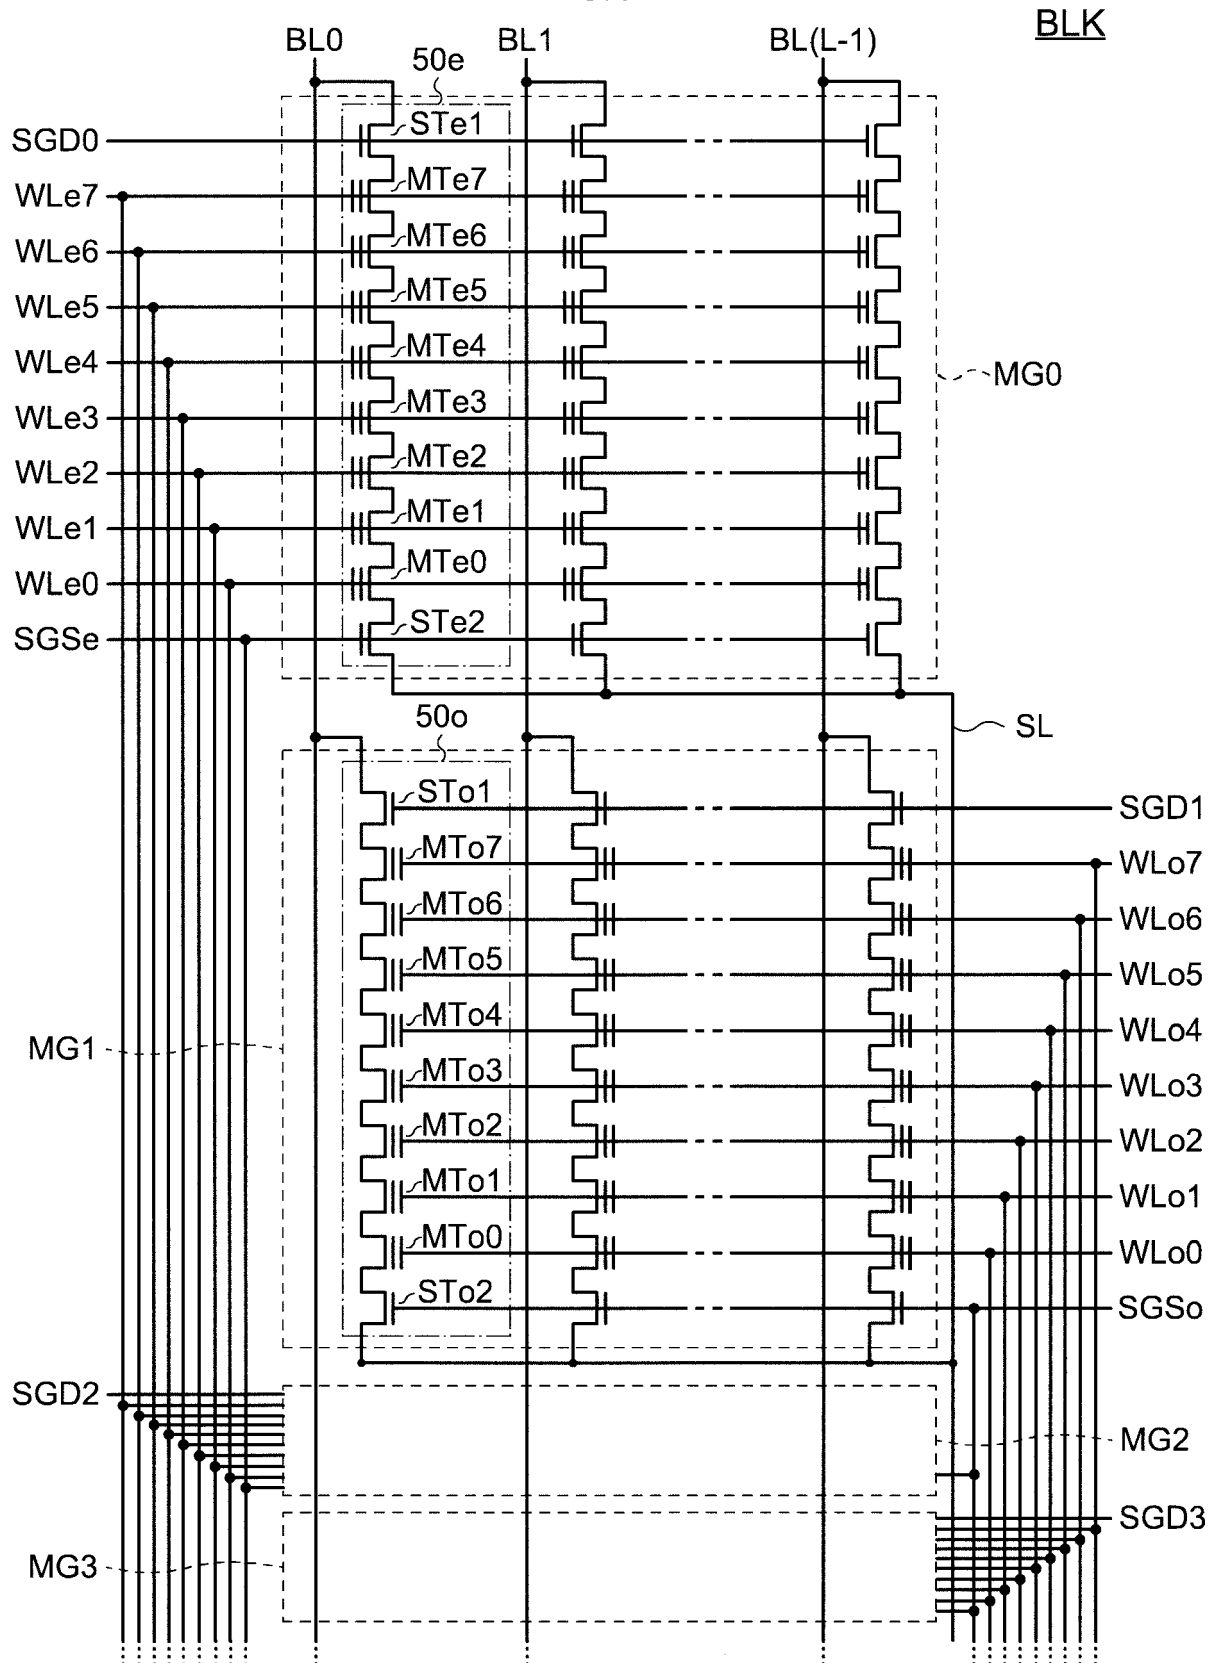 BLK
BL0 BL1 BL(L-1)
50e
SGD0 STe1
WLe7 MTe7
WLe6 MTe6
WLe5 MTe5
WLe4 MTe4
MG0
WLe3 MTe3
WLe2 MTe2
WLe1 MTe1
WLe0 MTe0
SGSe STe2
50o SL
STo1 SGD1
MTo7 WLo7
MTo6 WLo6
MTo5 WLo5
MTo4 WLo4
MG1
MTo3 WLo3
MTo2 WLo2
MTo1 WLo1
MTo0 WLo0
STo2 SGSo
SGD2
MG2
SGD3
MG3